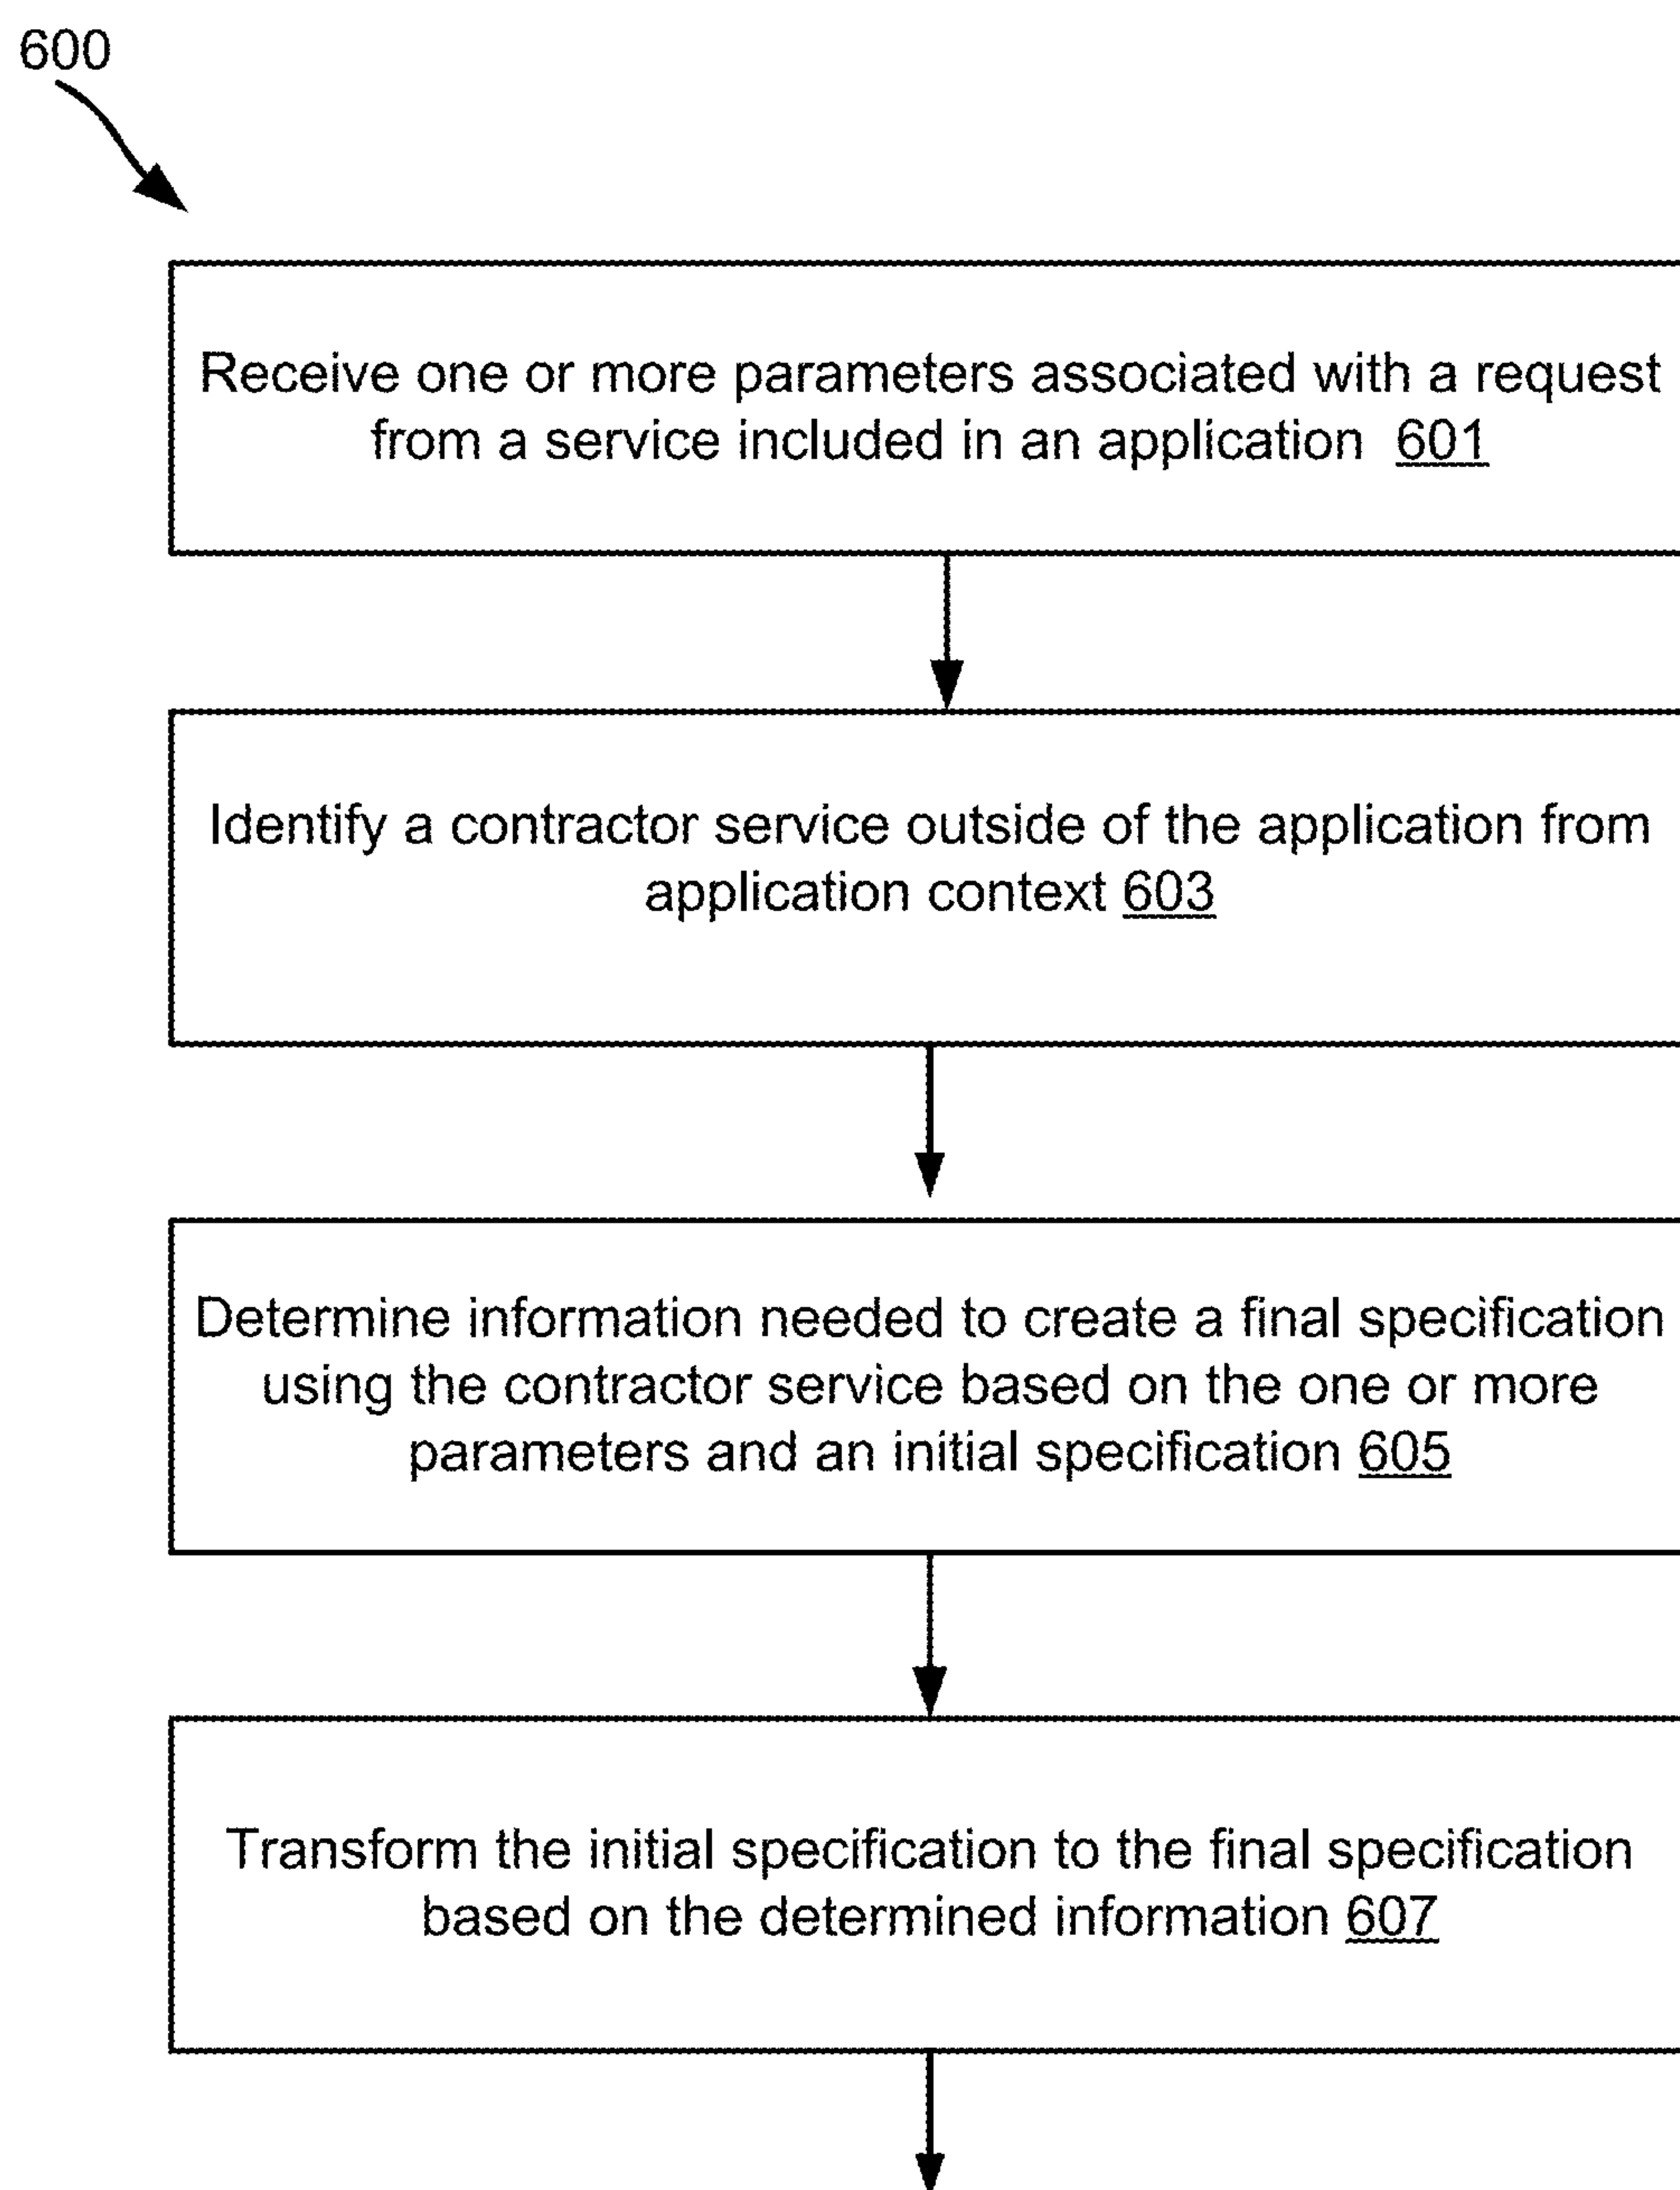 600
Receive one or more parameters associated with a request
from a service included in an application 601
Identify a contractor service outside of the application from
application context 603
Determine information needed to create a final specification
using the contractor service based on the one or more
parameters and an initial specification 605
Transform the initial specification to the final specification
based on the determined information 607